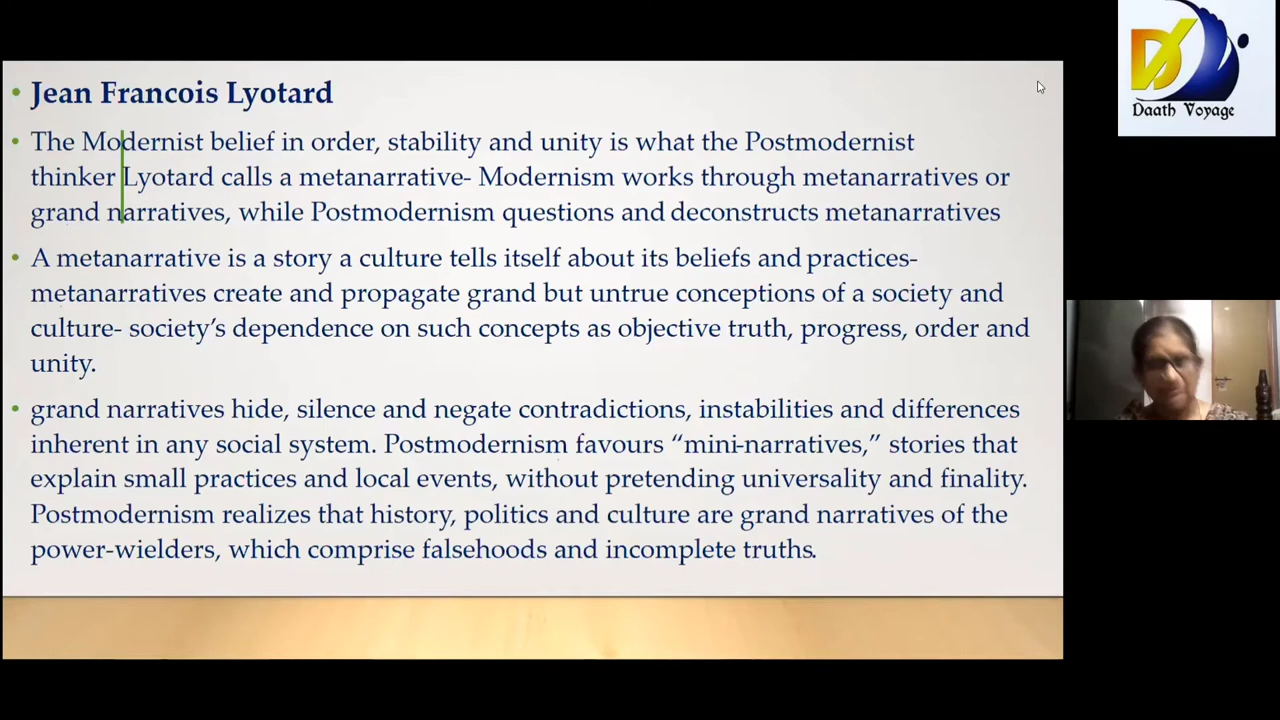 Jean Francois Lyotard
The Modernist belief in order, stability and unity is what the Postmodernist
thinker Lyotard calls a metanarrative- Modernism works through metanarratives or
grand narratives, while Postmodernism questions and deconstructs metanarratives
A metanarrative is a story a culture tells itself about its beliefs and practices-
metanarratives create and propagate grand but untrue conceptions of a society and
culture- society’s dependence on such concepts as objective truth, progress, order and
unity.
grand narratives hide, silence and negate contradictions, instabilities and differences
inherent in any social system. Postmodernism favours “mini-narratives,” stories that
explain small practices and local events, without pretending universality and finality.
Postmodernism realizes that history, politics and culture are grand narratives of the
power-wielders, which comprise falsehoods and incomplete truths.
Daath Voyage